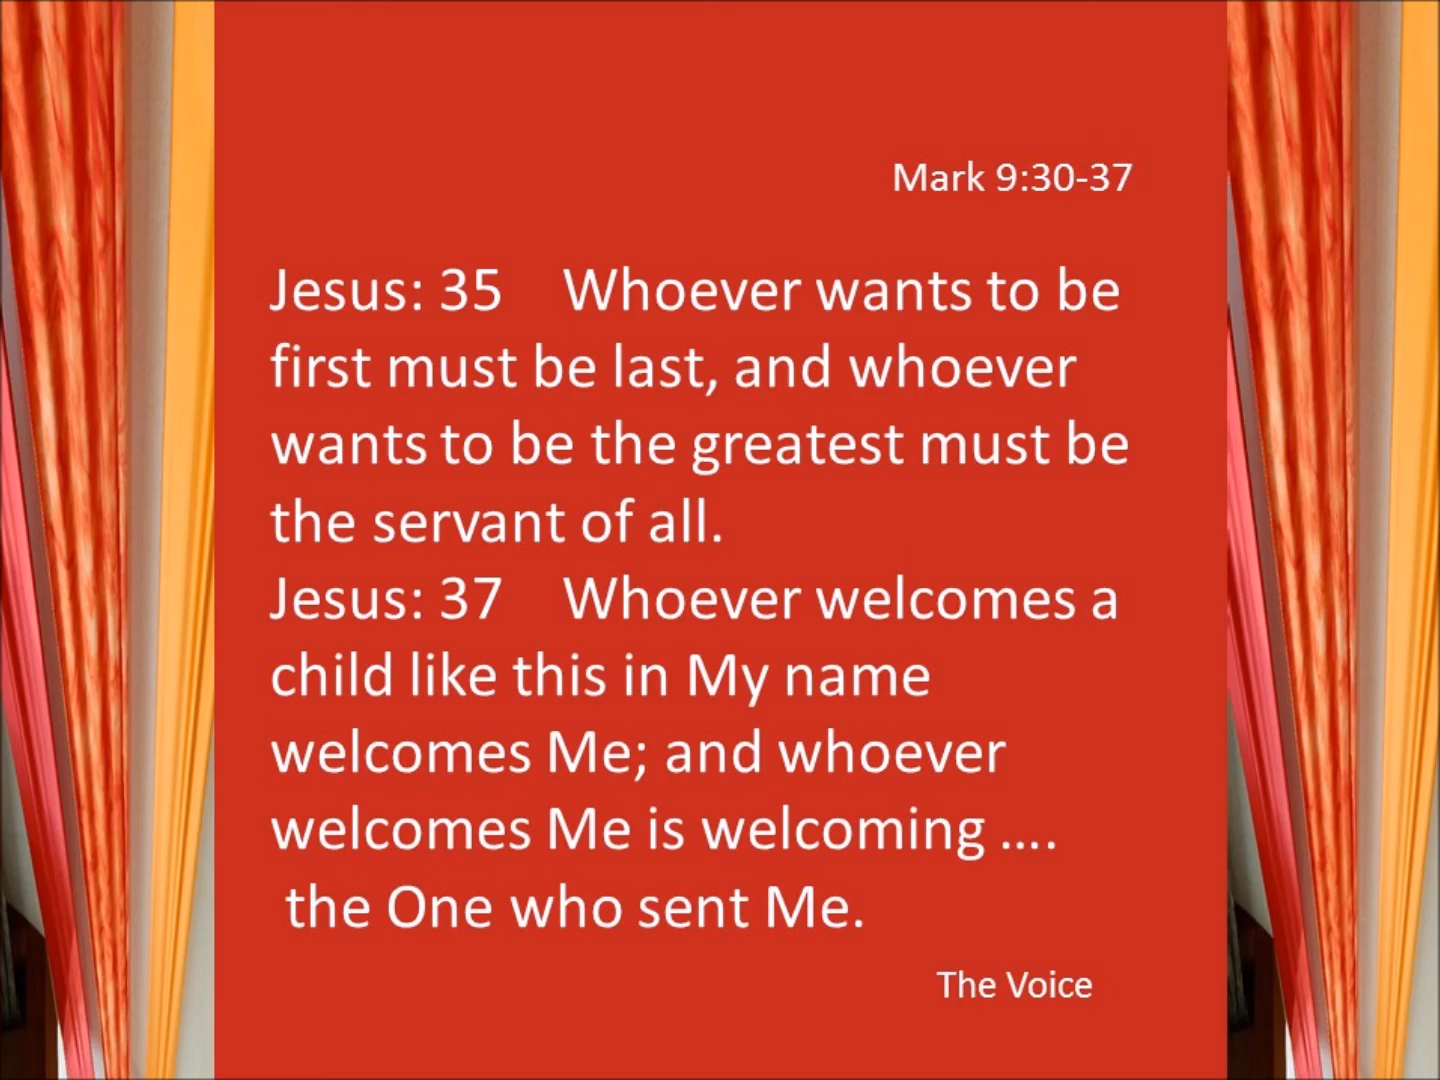 Mark 9:30-37
Jesus: 35    Whoever wants to be
first must be last, and whoever
wants to be the greatest must be
the servant of all.
Jesus: 37    Whoever welcomes a
child like this in My name
welcomes Me; and whoever
welcomes Me is welcoming ....
the One who sent Me.
The Voice